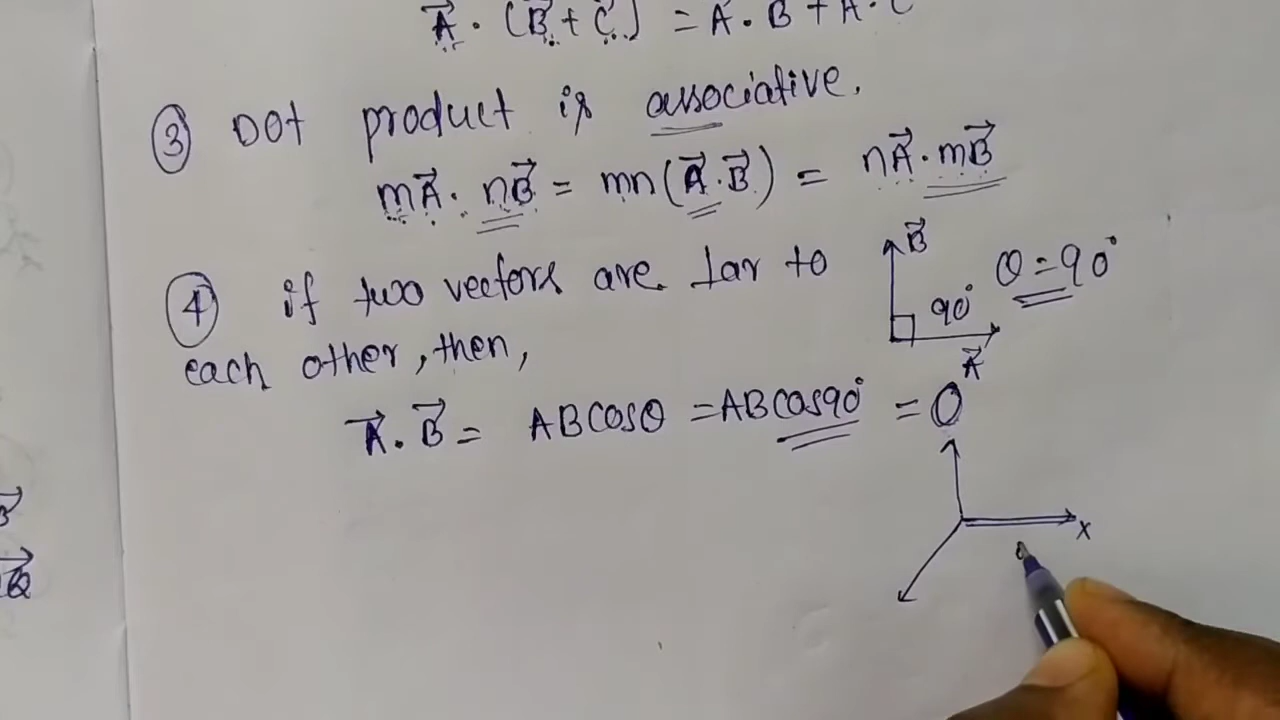 A⃗ · (B⃗ + C⃗) = A · B + A · C
③ Dot product is associative.
mA⃗ · nB⃗ = mn(A⃗ · B⃗) = nA⃗ · mB⃗
④ if two vectors are ⊥ar to
each other, then,
B⃗
90°
A⃗
θ = 90°
A⃗ · B⃗ = ABCosθ = ABCos90° = 0
x